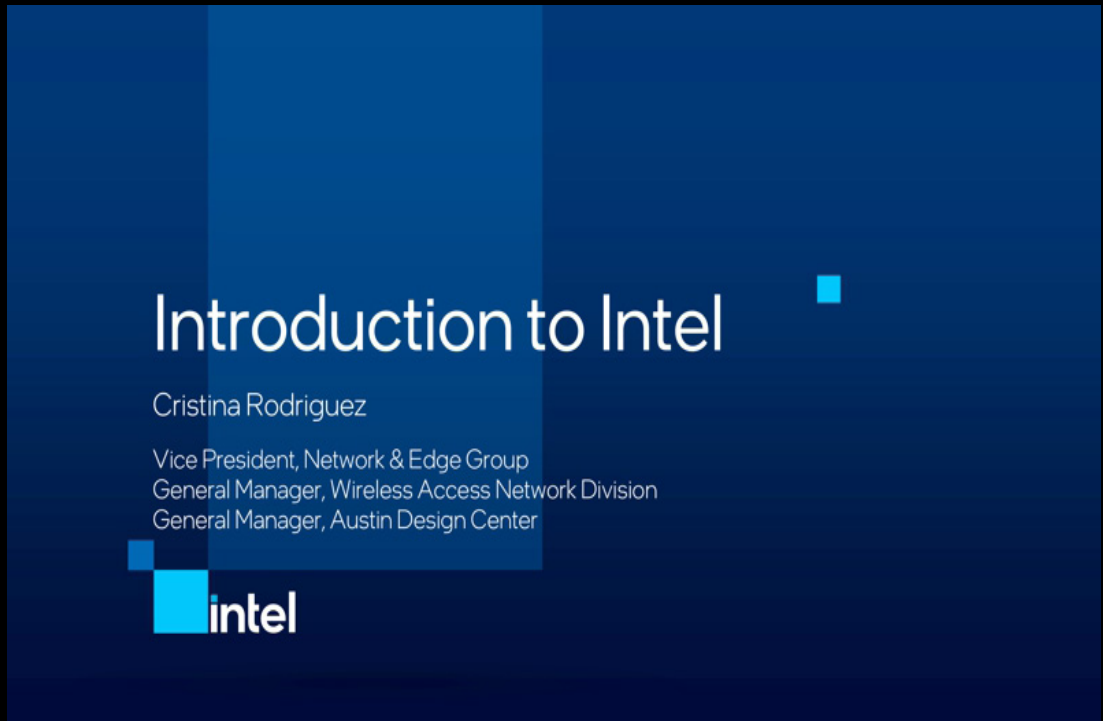 Introduction to Intel
Cristina Rodriguez
Vice President, Network & Edge Group
General Manager, Wireless Access Network Division
General Manager, Austin Design Center
intel